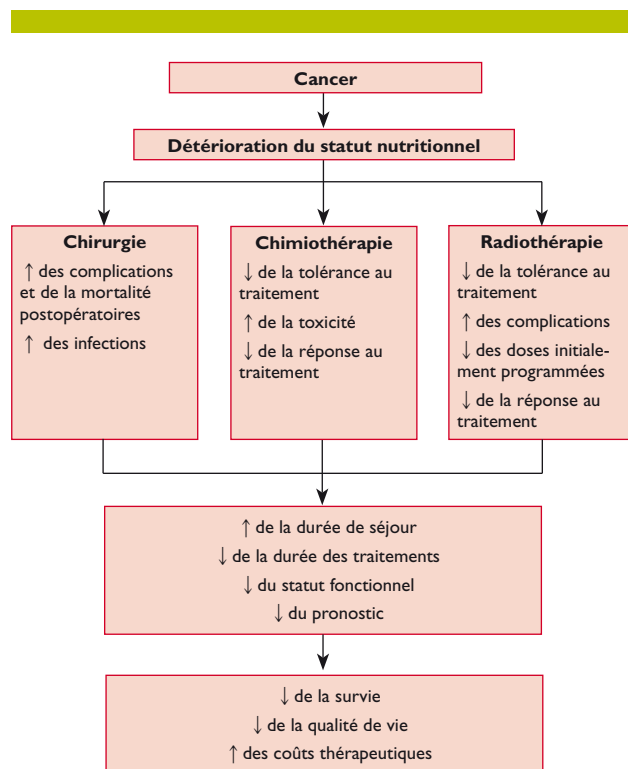 Cancer
Détérioration du statut nutritionnel
Chirurgie
↑ des complications
et de la mortalité
postopératoires
↑ des infections
Chimiothérapie
↓ de la tolérance au
traitement
↑ de la toxicité
↓ de la réponse au
traitement
Radiothérapie
↓ de la tolérance au
traitement
↑ des complications
↓ des doses initiale-
ment programmées
↓ de la réponse au
traitement
↑ de la durée de séjour
↓ de la durée des traitements
↓ du statut fonctionnel
↓ du pronostic
↓ de la survie
↓ de la qualité de vie
↑ des coûts thérapeutiques